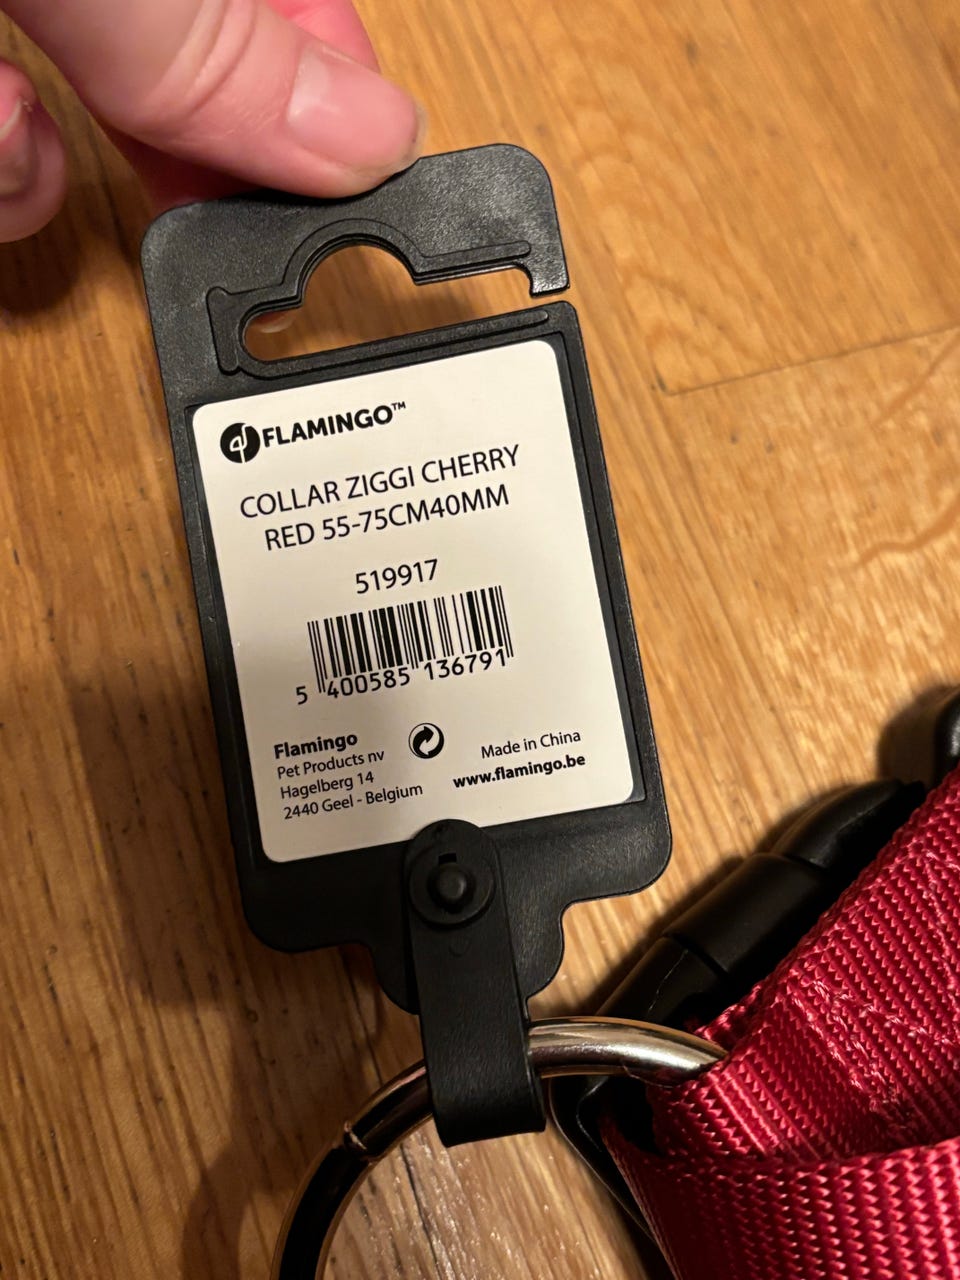 FLAMINGO™
COLLAR ZIGGI CHERRY
RED 55-75CM40MM
519917
5 400585 136791
Flamingo
Pet Products nv
Hagelberg 14
2440 Geel - Belgium
Made in China
www.flamingo.be